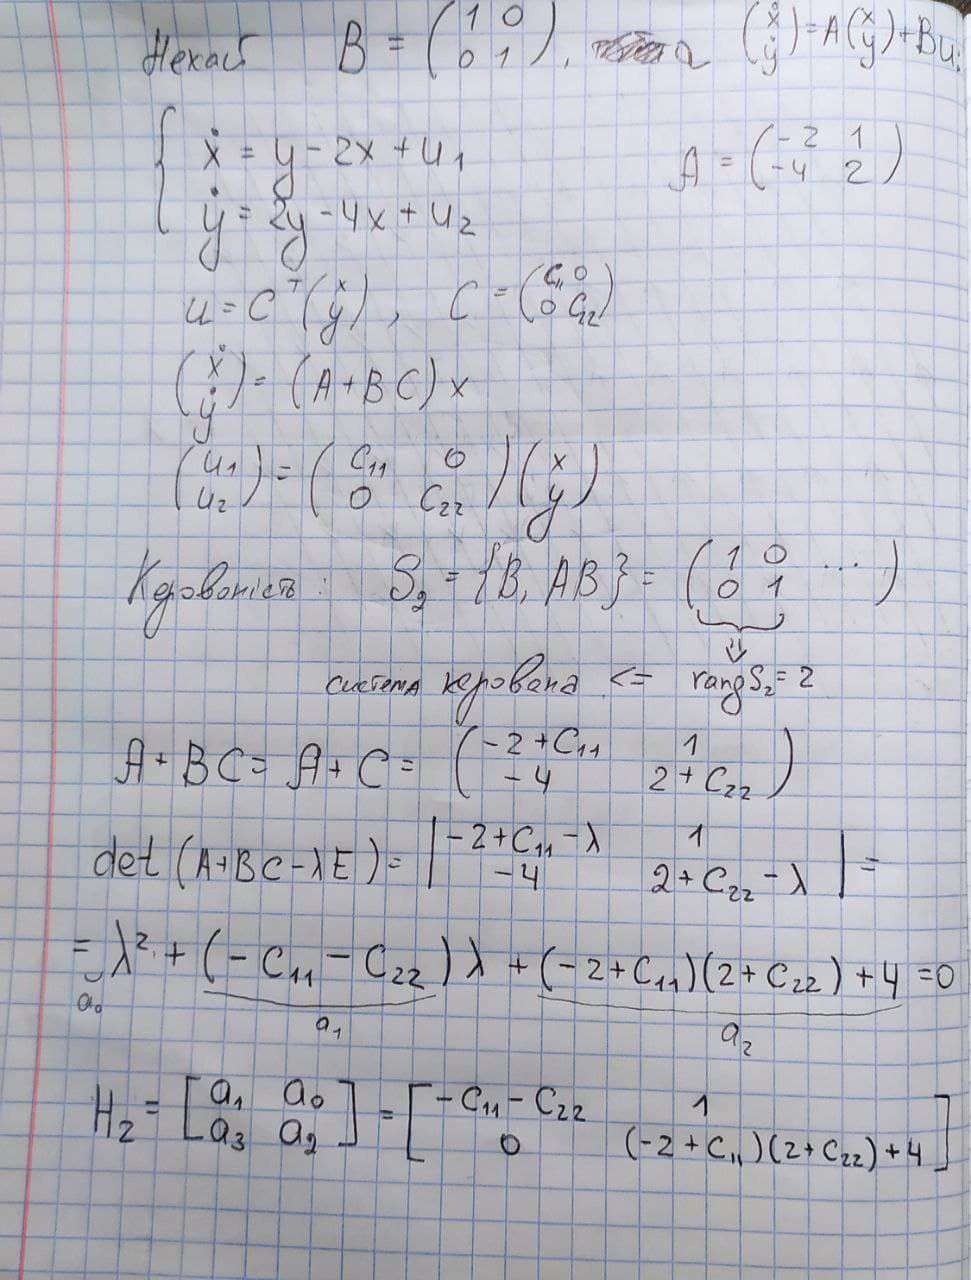 Нехай B = (1 0 0 1), а (ẋ ẏ) = A(x y) + Bu:
{ ẋ = y - 2x + u₁ A = (-2 1 -4 2)
ẏ = 2y - 4x + u₂
u = Cᵀ(x y), C = (C₁₁ 0 0 C₂₂)
(ẋ ẏ) = (A + BC) x
(u₁ u₂) = (C₁₁ 0 0 C₂₂)(x y)
Керованість: S₂ = {B, AB} = (1 0 0 1 ...)
⇓
система керована <= rang S₂ = 2
A + BC = A + C = (-2 + C₁₁ 1 -4 2 + C₂₂)
det (A + BC - λE) = |-2 + C₁₁ - λ 1 -4 2 + C₂₂ - λ| =
= λ² + (-C₁₁ - C₂₂)λ + (-2 + C₁₁)(2 + C₂₂) + 4 = 0
a₀ a₁ a₂
H₂ = [a₁ a₀ a₃ a₂] = [-C₁₁ - C₂₂ 1 0 (-2 + C₁₁)(2 + C₂₂) + 4]